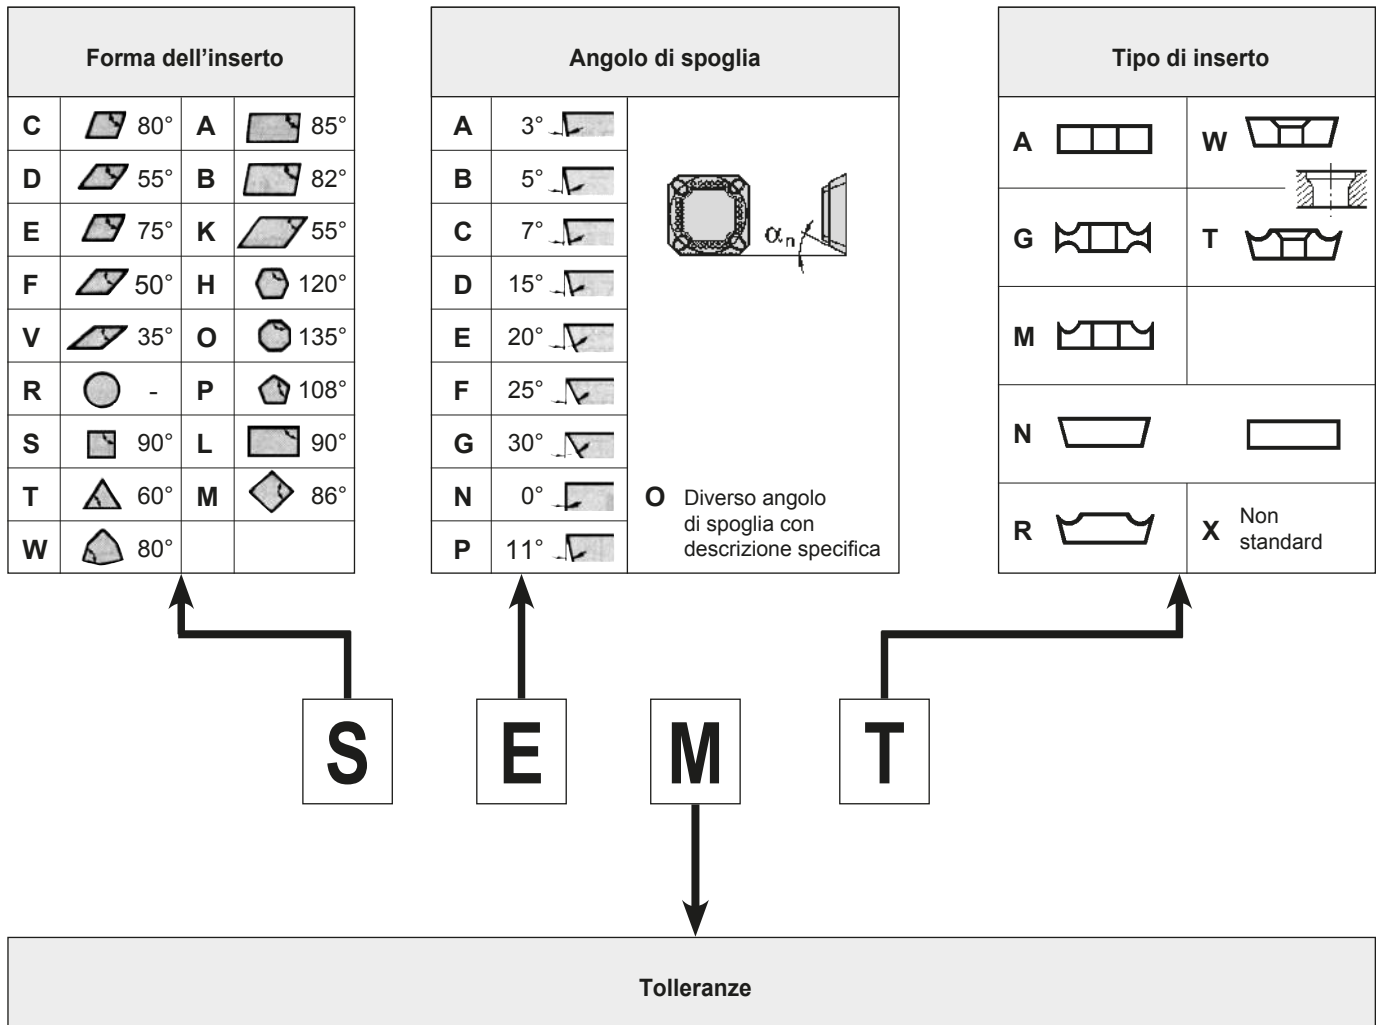 Forma dell'inserto
C 80° A 85°
D 55° B 82°
E 75° K 55°
F 50° H 120°
V 35° O 135°
R - P 108°
S 90° L 90°
T 60° M 86°
W 80°
Angolo di spoglia
A 3°
B 5°
C 7°
D 15°
E 20°
F 25°
G 30°
N 0°
P 11°
αn
O Diverso angolo
di spoglia con
descrizione specifica
Tipo di inserto
A W
G T
M
N
R X Non
standard
S E M T
Tolleranze